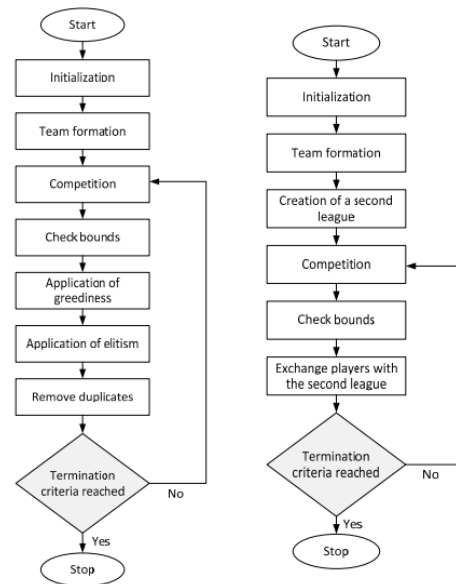 Start
Initialization
Team formation
Competition
Check bounds
Application of
greediness
Application of elitism
Remove duplicates
Termination
criteria reached
No
Yes
Stop
Start
Initialization
Team formation
Creation of a second
league
Competition
Check bounds
Exchange players with
the second league
Termination
criteria reached
No
Yes
Stop